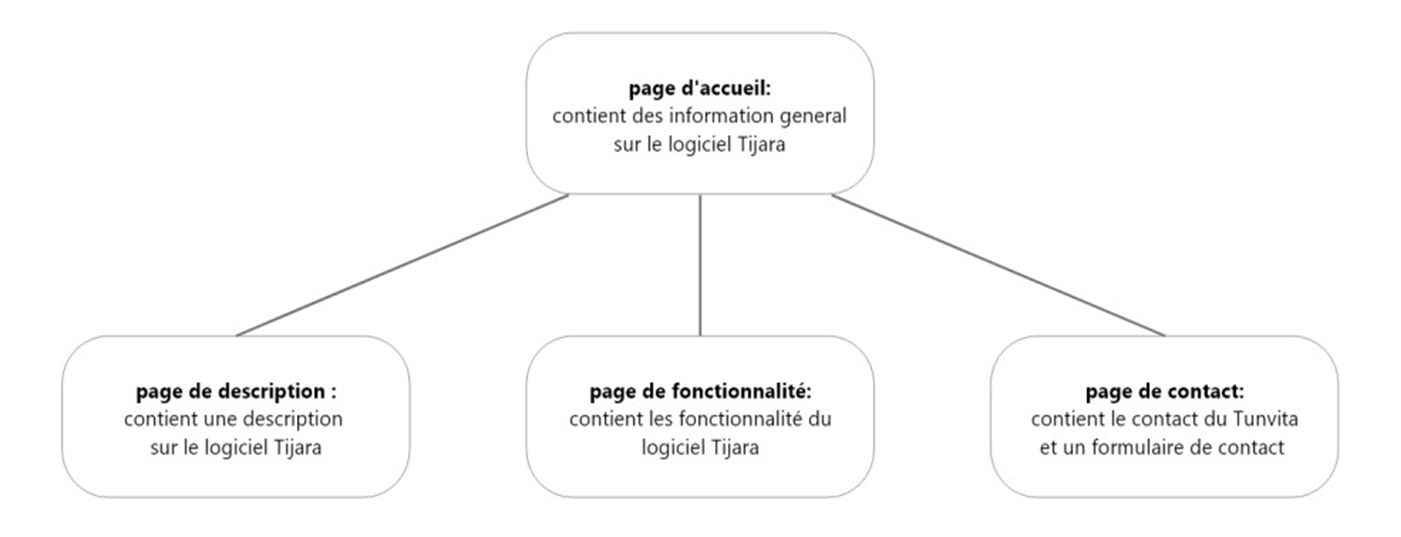 page d'accueil:
contient des information general
sur le logiciel Tijara
page de description :
contient une description
sur le logiciel Tijara
page de fonctionnalité:
contient les fonctionnalité du
logiciel Tijara
page de contact:
contient le contact du Tunvita
et un formulaire de contact